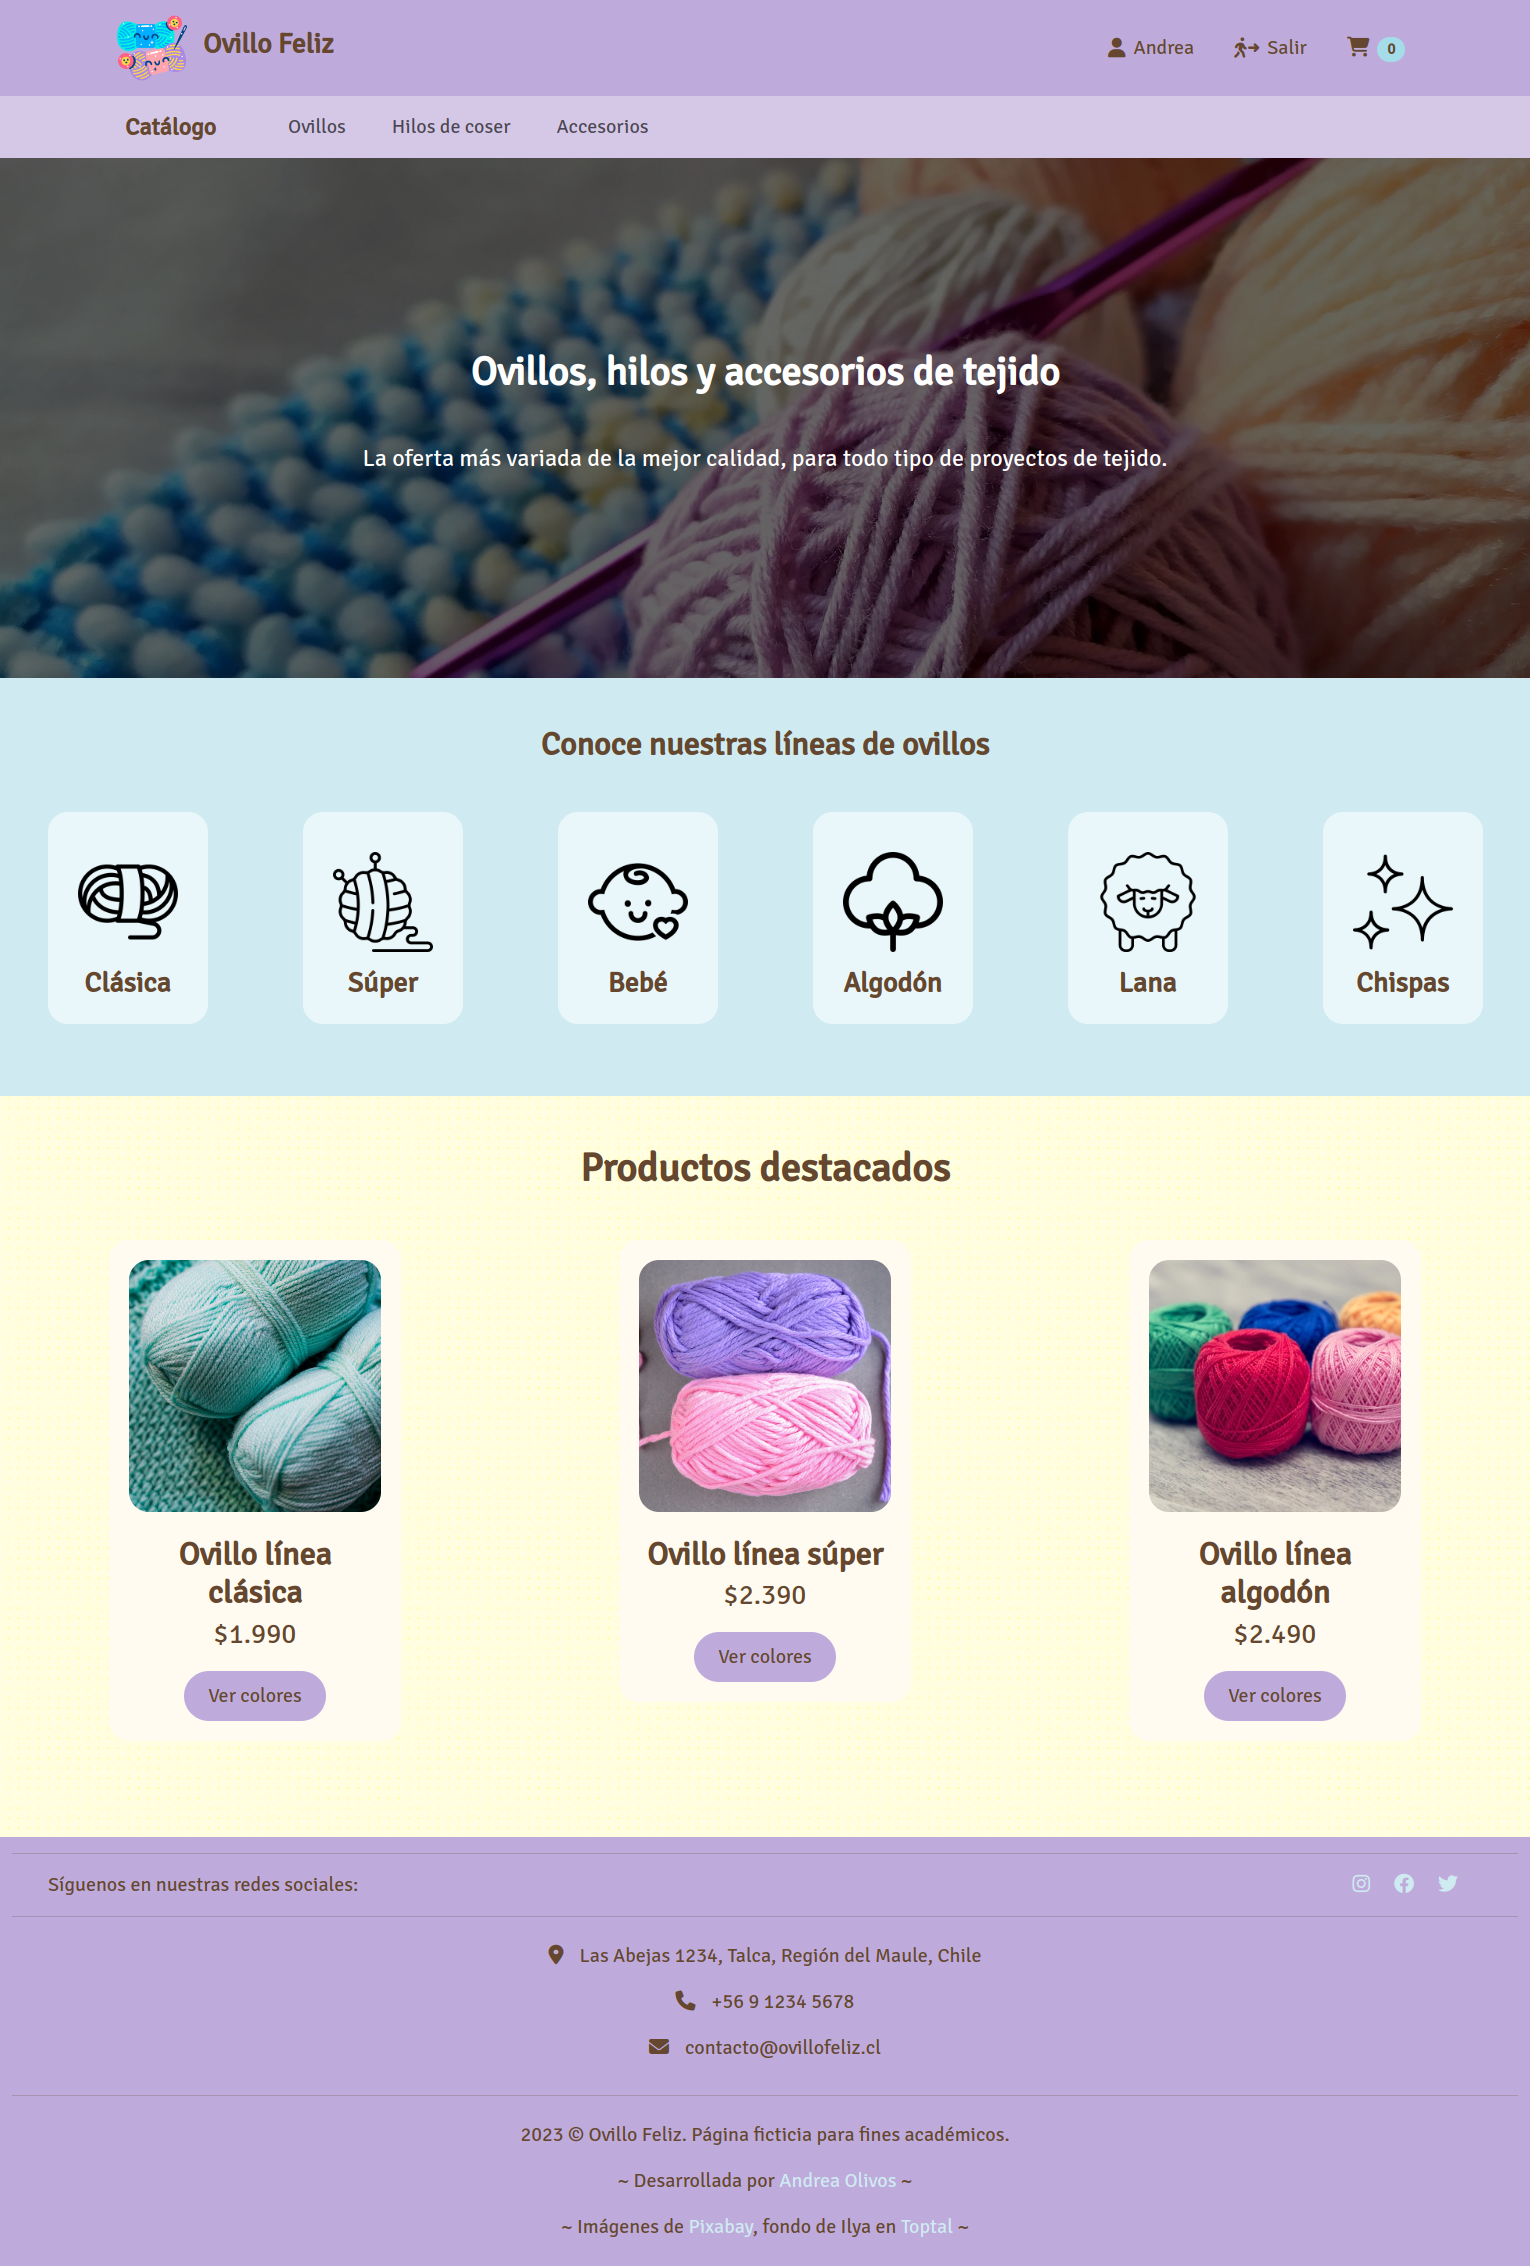 Ovillo Feliz
Andrea
Salir
0
Catálogo
Ovillos
Hilos de coser
Accesorios
Ovillos, hilos y accesorios de tejido
La oferta más variada de la mejor calidad, para todo tipo de proyectos de tejido.
Conoce nuestras líneas de ovillos
Clásica
Súper
Bebé
Algodón
Lana
Chispas
Productos destacados
Ovillo línea
clásica
$1.990
Ver colores
Ovillo línea súper
$2.390
Ver colores
Ovillo línea
algodón
$2.490
Ver colores
Síguenos en nuestras redes sociales:
Las Abejas 1234, Talca, Región del Maule, Chile
+56 9 1234 5678
contacto@ovillofeliz.cl
2023 © Ovillo Feliz. Página ficticia para fines académicos.
~ Desarrollada por Andrea Olivos ~
~ Imágenes de Pixabay, fondo de Ilya en Toptal ~